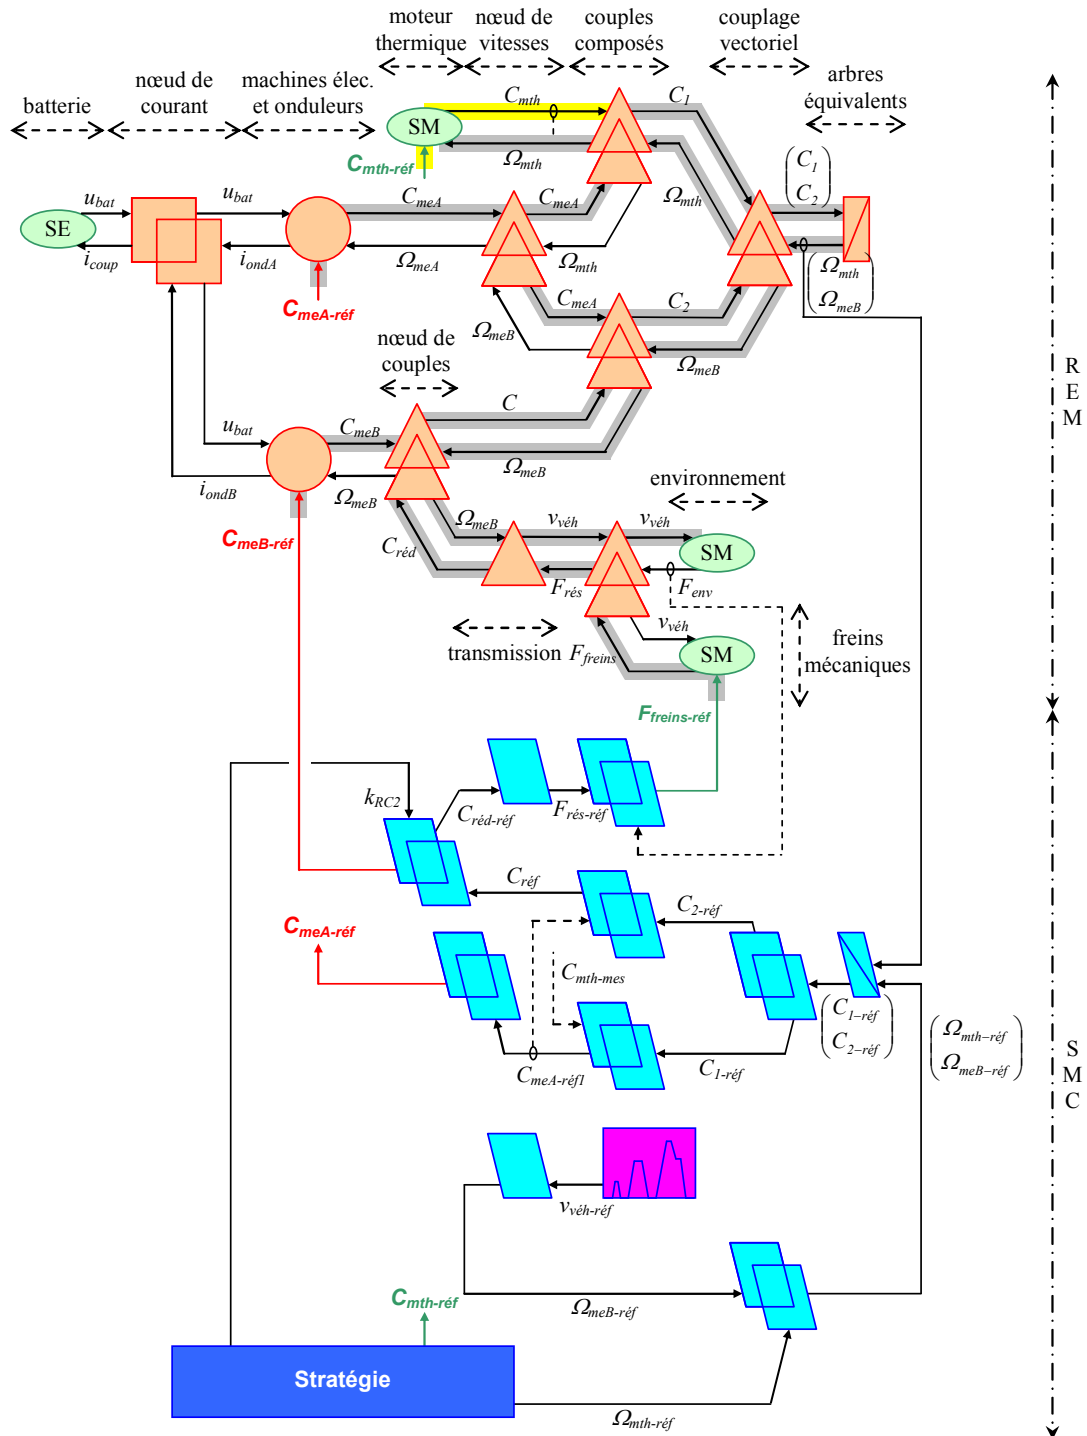 moteur
thermique
nœud de
vitesses
couples
composés
couplage
vectoriel
arbres
équivalents
batterie
nœud de
courant
machines élec.
et onduleurs
C_mth
C_1
SM
C_mth-réf
Ω_mth
Ω_mth
(C_1
C_2)
u_bat
u_bat
C_meA
C_meA
SE
i_coup
i_ondA
Ω_meA
Ω_mth
(Ω_mth
Ω_meB)
C_meA-réf
C_meA
C_2
Ω_meB
Ω_meB
nœud de
couples
C
u_bat
C_meB
i_ondB
Ω_meB
Ω_meB
environnement
C_meB-réf
Ω_meB
v_véh
v_véh
C_réd
SM
F_rés
F_env
v_véh
transmission
F_freins
SM
freins
mécaniques
F_freins-réf
R
E
M
k_RC2
C_réd-réf
F_rés-réf
C_réf
C_2-réf
C_meA-réf
C_mth-mes
(C_1-réf
C_2-réf)
C_meA-réf1
C_1-réf
(Ω_mth-réf
Ω_meB-réf)
S
M
C
v_véh-réf
C_mth-réf
Ω_meB-réf
Stratégie
Ω_mth-réf